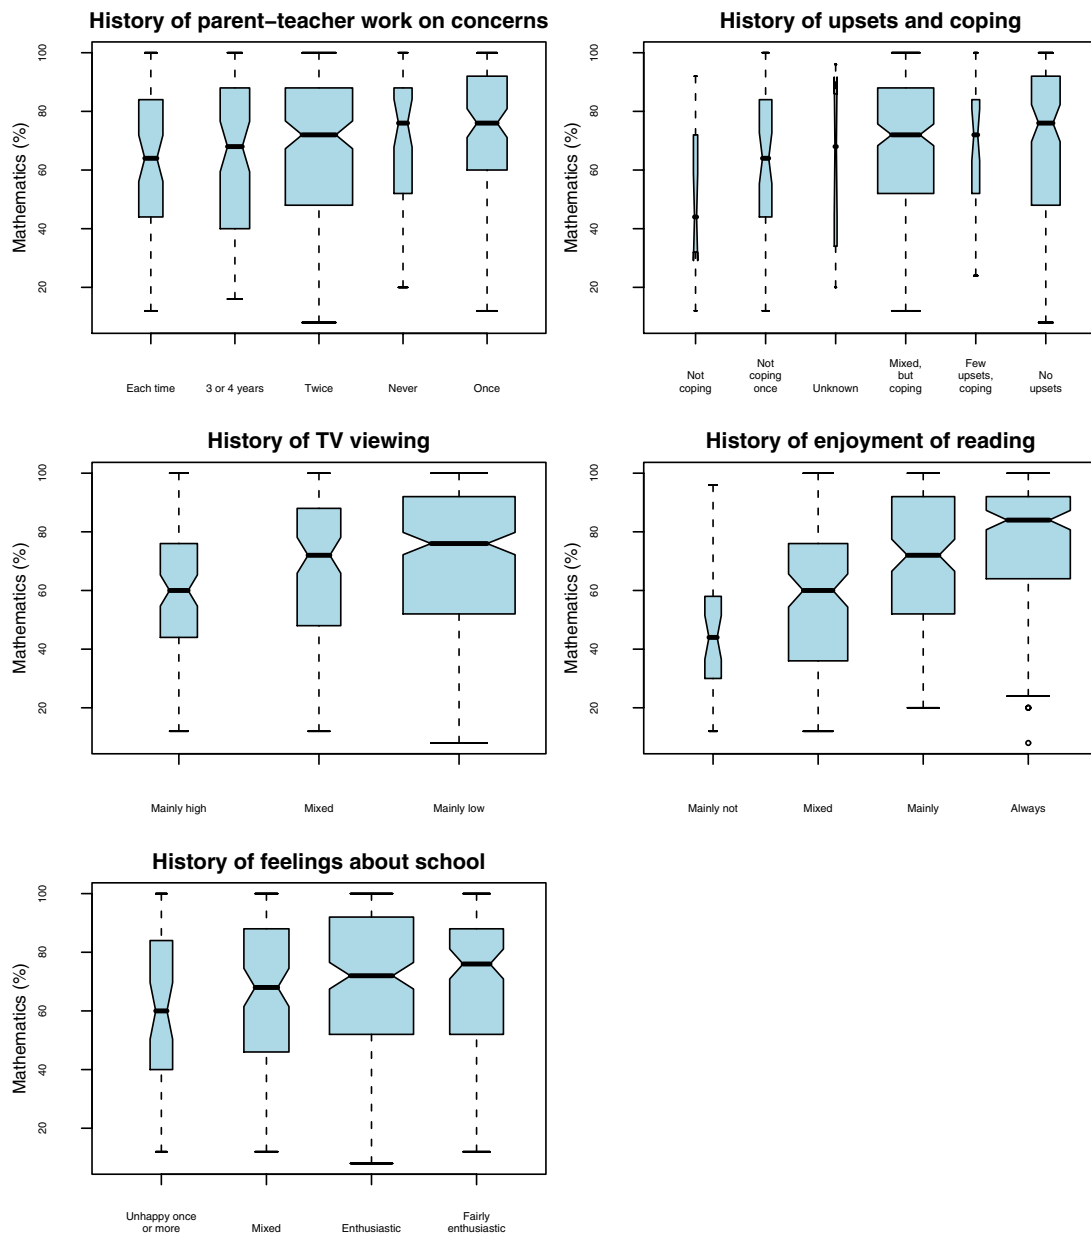 History of parent–teacher work on concerns
Mathematics (%)
100
80
60
40
20
Each time
3 or 4 years
Twice
Never
Once
History of upsets and coping
Mathematics (%)
100
80
60
40
20
Not
coping
Not
coping
once
Unknown
Mixed,
but
coping
Few
upsets,
coping
No
upsets
History of TV viewing
Mathematics (%)
100
80
60
40
20
Mainly high
Mixed
Mainly low
History of enjoyment of reading
Mathematics (%)
100
80
60
40
20
Mainly not
Mixed
Mainly
Always
History of feelings about school
Mathematics (%)
100
80
60
40
20
Unhappy once
or more
Mixed
Enthusiastic
Fairly
enthusiastic